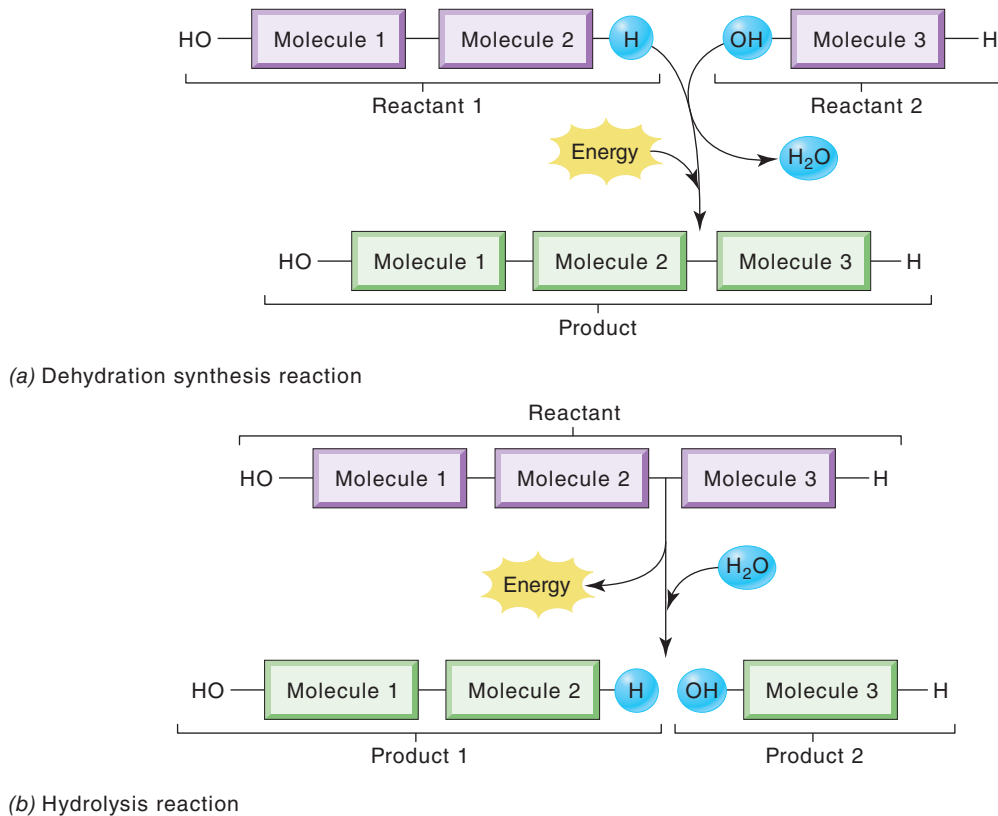 HO Molecule 1 Molecule 2 H OH Molecule 3 H
Reactant 1 Reactant 2
Energy H₂O
HO Molecule 1 Molecule 2 Molecule 3 H
Product
(a) Dehydration synthesis reaction
Reactant
HO Molecule 1 Molecule 2 Molecule 3 H
Energy H₂O
HO Molecule 1 Molecule 2 H OH Molecule 3 H
Product 1 Product 2
(b) Hydrolysis reaction